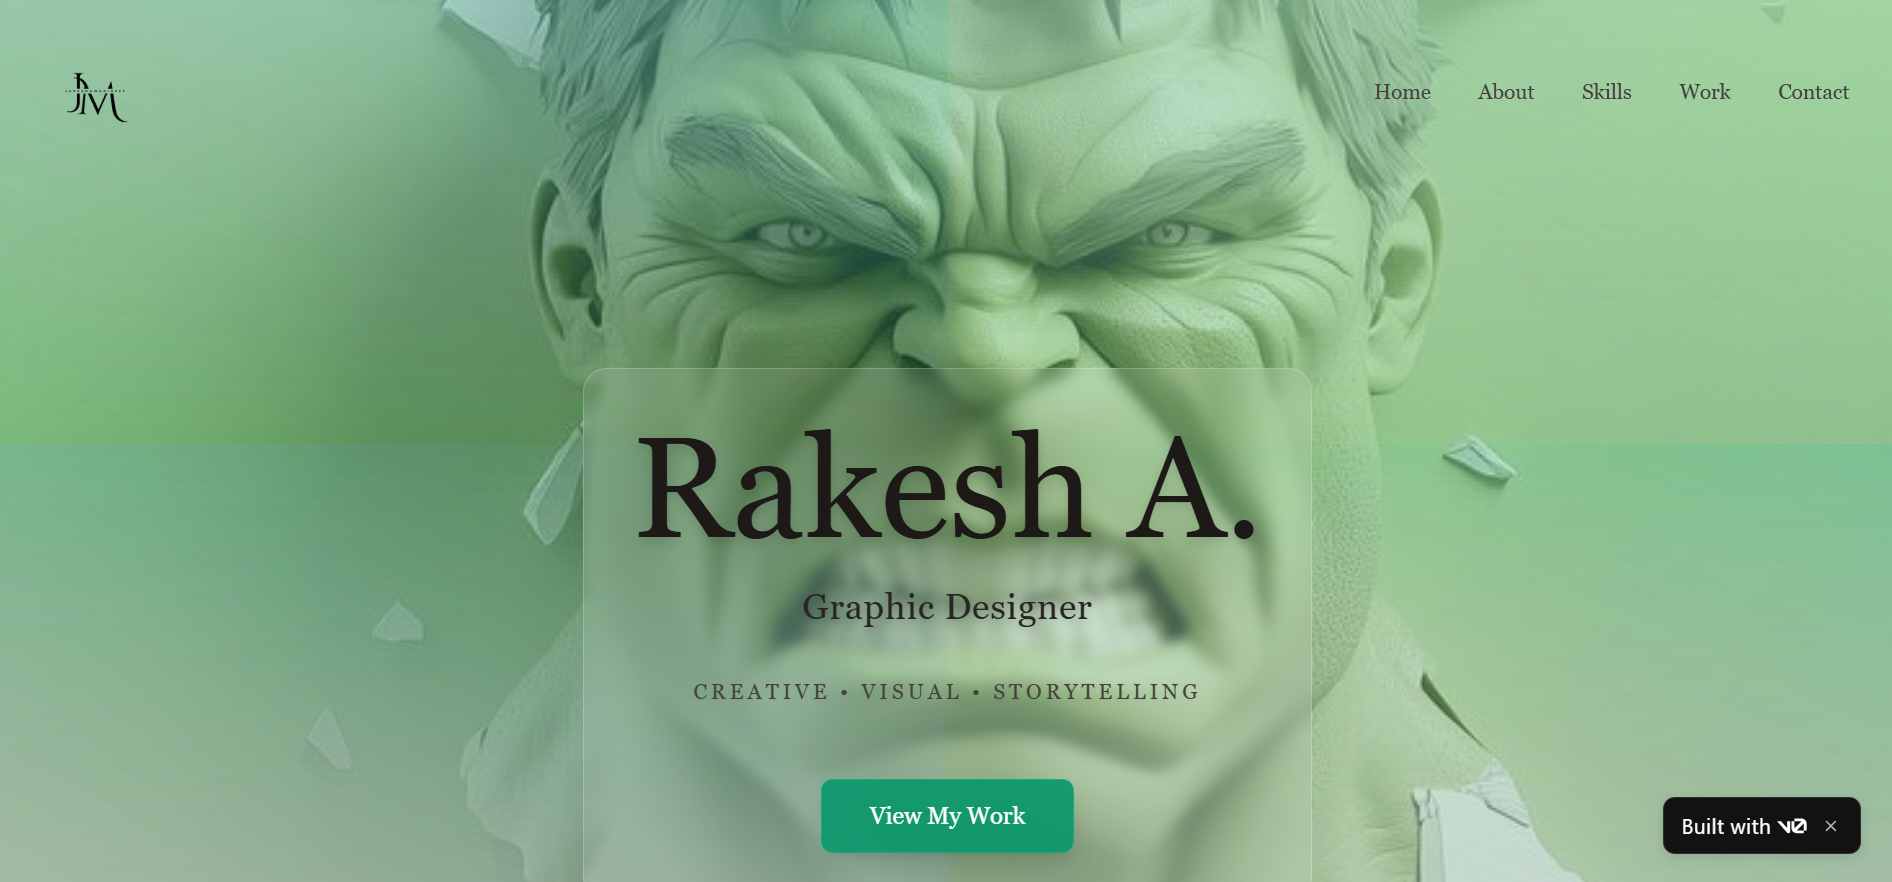 JM
Home About Skills Work Contact
Rakesh A.
Graphic Designer
CREATIVE • VISUAL • STORYTELLING
View My Work
Built with v0 ×